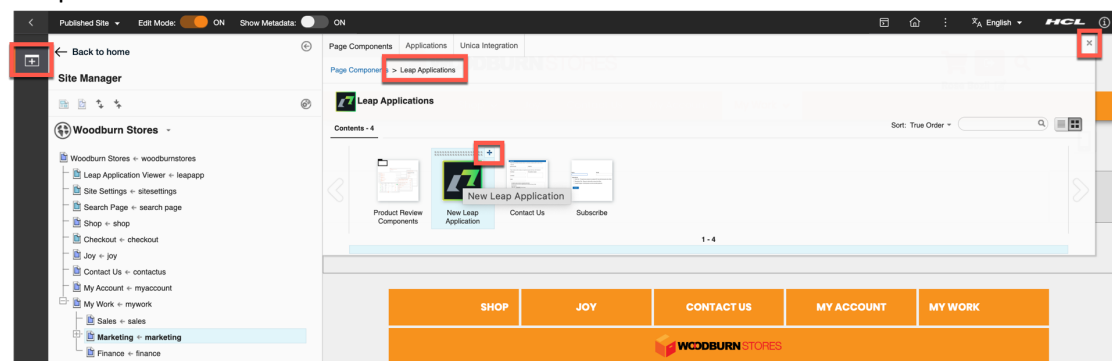 Published Site Edit Mode: ON Show Metadata: ON English HCL
Back to home
Site Manager
Woodburn Stores
Woodburn Stores ← woodburnstores
Leap Application Viewer ← leapapp
Site Settings ← sitesettings
Search Page ← search page
Shop ← shop
Checkout ← checkout
Joy ← joy
Contact Us ← contactus
My Account ← myaccount
My Work ← mywork
Sales ← sales
Marketing ← marketing
Finance ← finance
Page Components Applications Unica Integration
Page Components > Leap Applications
Leap Applications
Contents - 4
Sort: True Order
New Leap Application
Product Review
Components
New Leap
Application
Contact Us
Subscribe
1 - 4
SHOP JOY CONTACT US MY ACCOUNT MY WORK
WOODBURN STORES